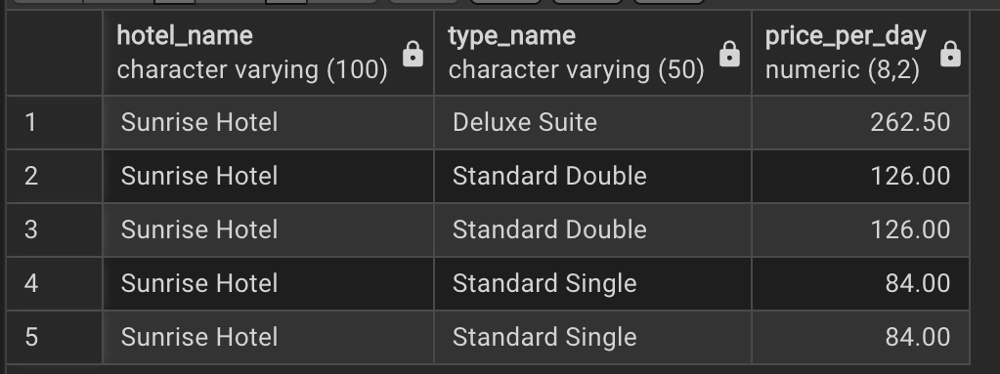 hotel_name type_name price_per_day
character varying (100) character varying (50) numeric (8,2)
1 Sunrise Hotel Deluxe Suite 262.50
2 Sunrise Hotel Standard Double 126.00
3 Sunrise Hotel Standard Double 126.00
4 Sunrise Hotel Standard Single 84.00
5 Sunrise Hotel Standard Single 84.00